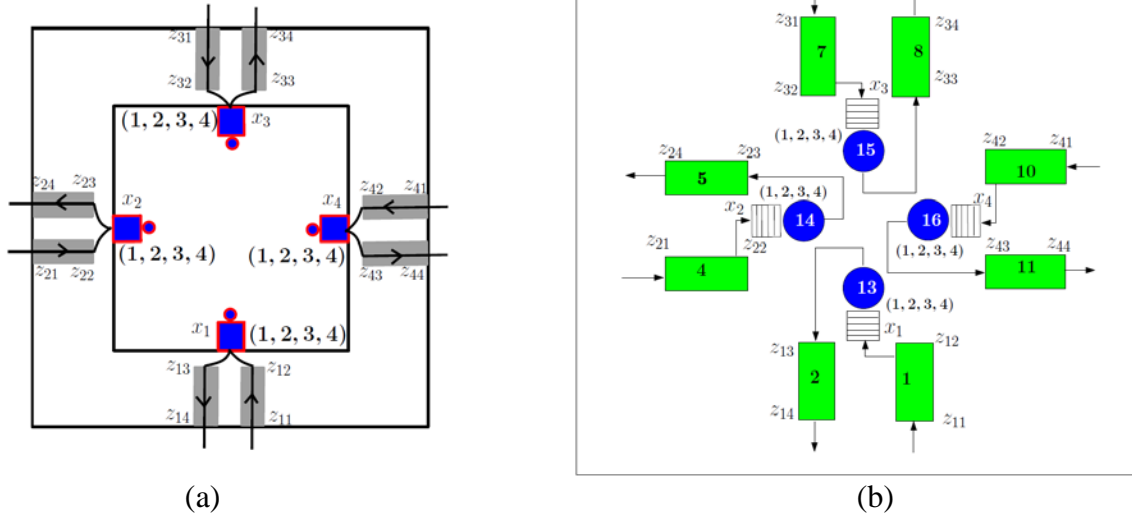 z31 z34
z32 z33
(1, 2, 3, 4) x3
z24 z23 x2 x4 z42 z41
(1, 2, 3, 4) (1, 2, 3, 4)
z21 z22 z43 z44
x1 (1, 2, 3, 4)
z13 z12
z14 z11
(a)
z31 z34
7 8
z32 x3 z33
(1, 2, 3, 4) 15
z24 z23 z42 z41
5 10
(1, 2, 3, 4)
x2 14 16 x4
z21 z22 (1, 2, 3, 4) z43 z44
4 11
13
(1, 2, 3, 4)
x1
z13 z12
2 1
z14 z11
(b)